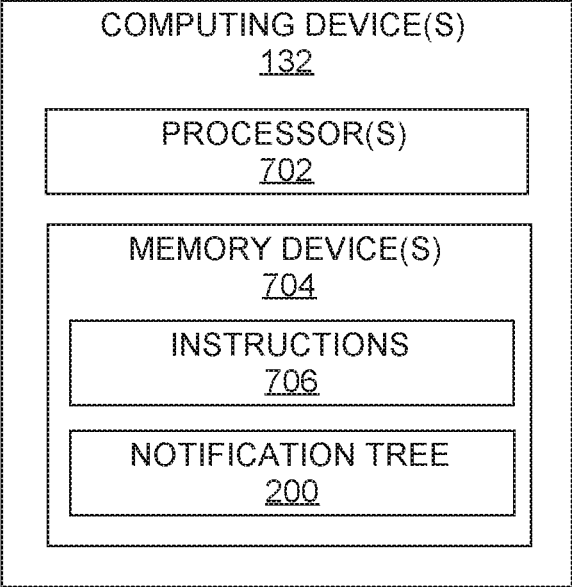 COMPUTING DEVICE(S)
132
PROCESSOR(S)
702
MEMORY DEVICE(S)
704
INSTRUCTIONS
706
NOTIFICATION TREE
200